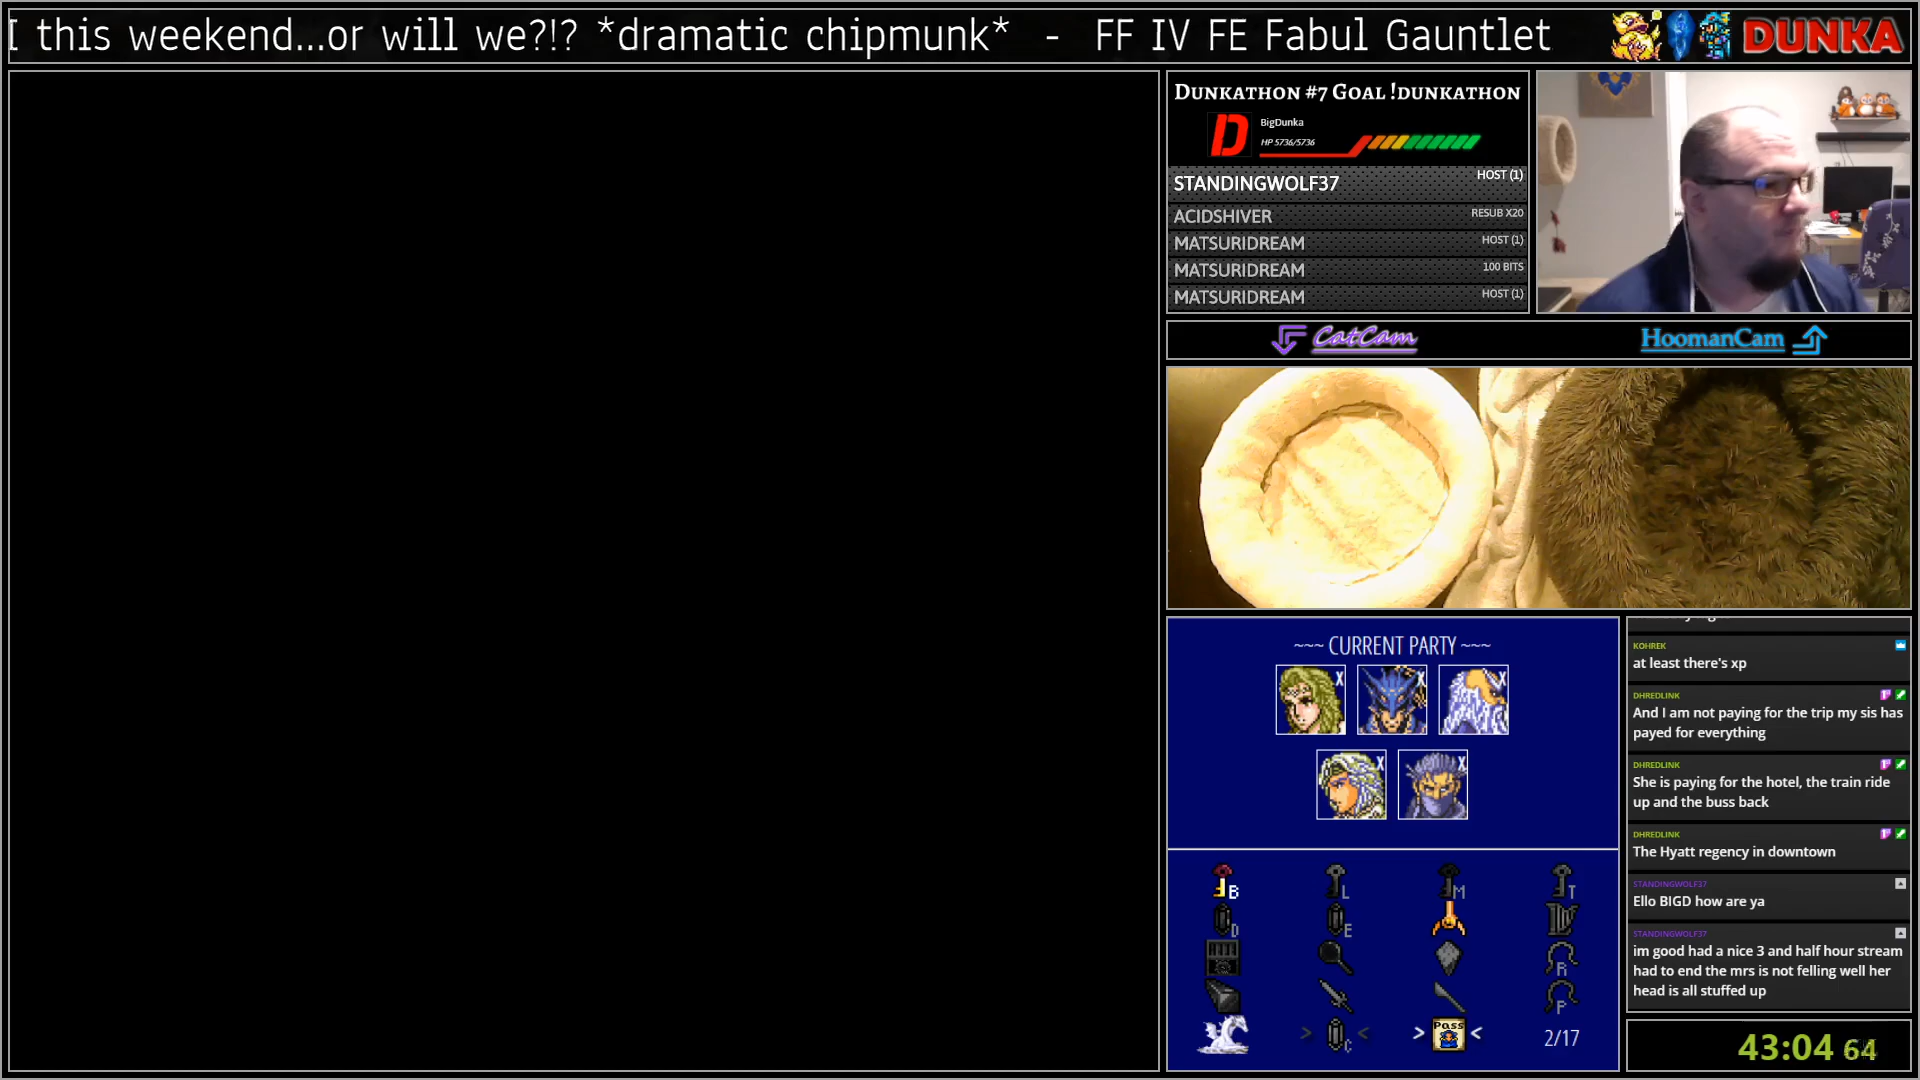 I this weekend...or will we?!? *dramatic chipmunk*  -  FF IV FE Fabul Gauntlet
DUNKA
DUNKATHON #7 GOAL !DUNKATHON
D
BigDunka
HP 5736/5736
STANDINGWOLF37 HOST (1)
ACIDSHIVER RESUB X20
MATSURIDREAM HOST (1)
MATSURIDREAM 100 BITS
MATSURIDREAM HOST (1)
CatCam
HoomanCam
~~~ CURRENT PARTY ~~~
X X X
X X
B L M T
D E
R
P
> C < > PASS < 2/17
KOHREK
at least there's xp
DHREDLINK
And I am not paying for the trip my sis has
payed for everything
DHREDLINK
She is paying for the hotel, the train ride
up and the buss back
DHREDLINK
The Hyatt regency in downtown
STANDINGWOLF37
Ello BIGD how are ya
STANDINGWOLF37
im good had a nice 3 and half hour stream
had to end the mrs is not felling well her
head is all stuffed up
43:04 64